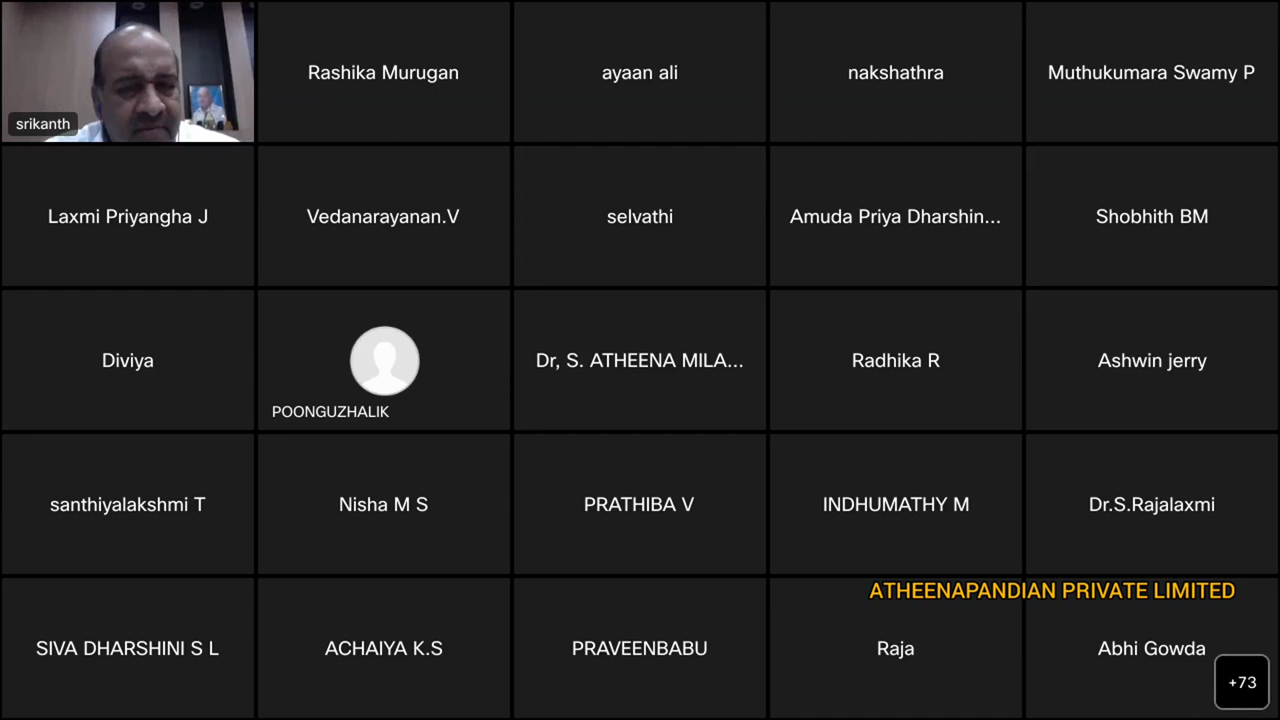 srikanth
Rashika Murugan
ayaan ali
nakshathra
Muthukumara Swamy P
Laxmi Priyangha J
Vedanarayanan.V
selvathi
Amuda Priya Dharshin...
Shobhith BM
Diviya
POONGUZHALIK
Dr, S. ATHEENA MILA...
Radhika R
Ashwin jerry
santhiyalakshmi T
Nisha M S
PRATHIBA V
INDHUMATHY M
Dr.S.Rajalaxmi
ATHEENAPANDIAN PRIVATE LIMITED
SIVA DHARSHINI S L
ACHAIYA K.S
PRAVEENBABU
Raja
Abhi Gowda
+73